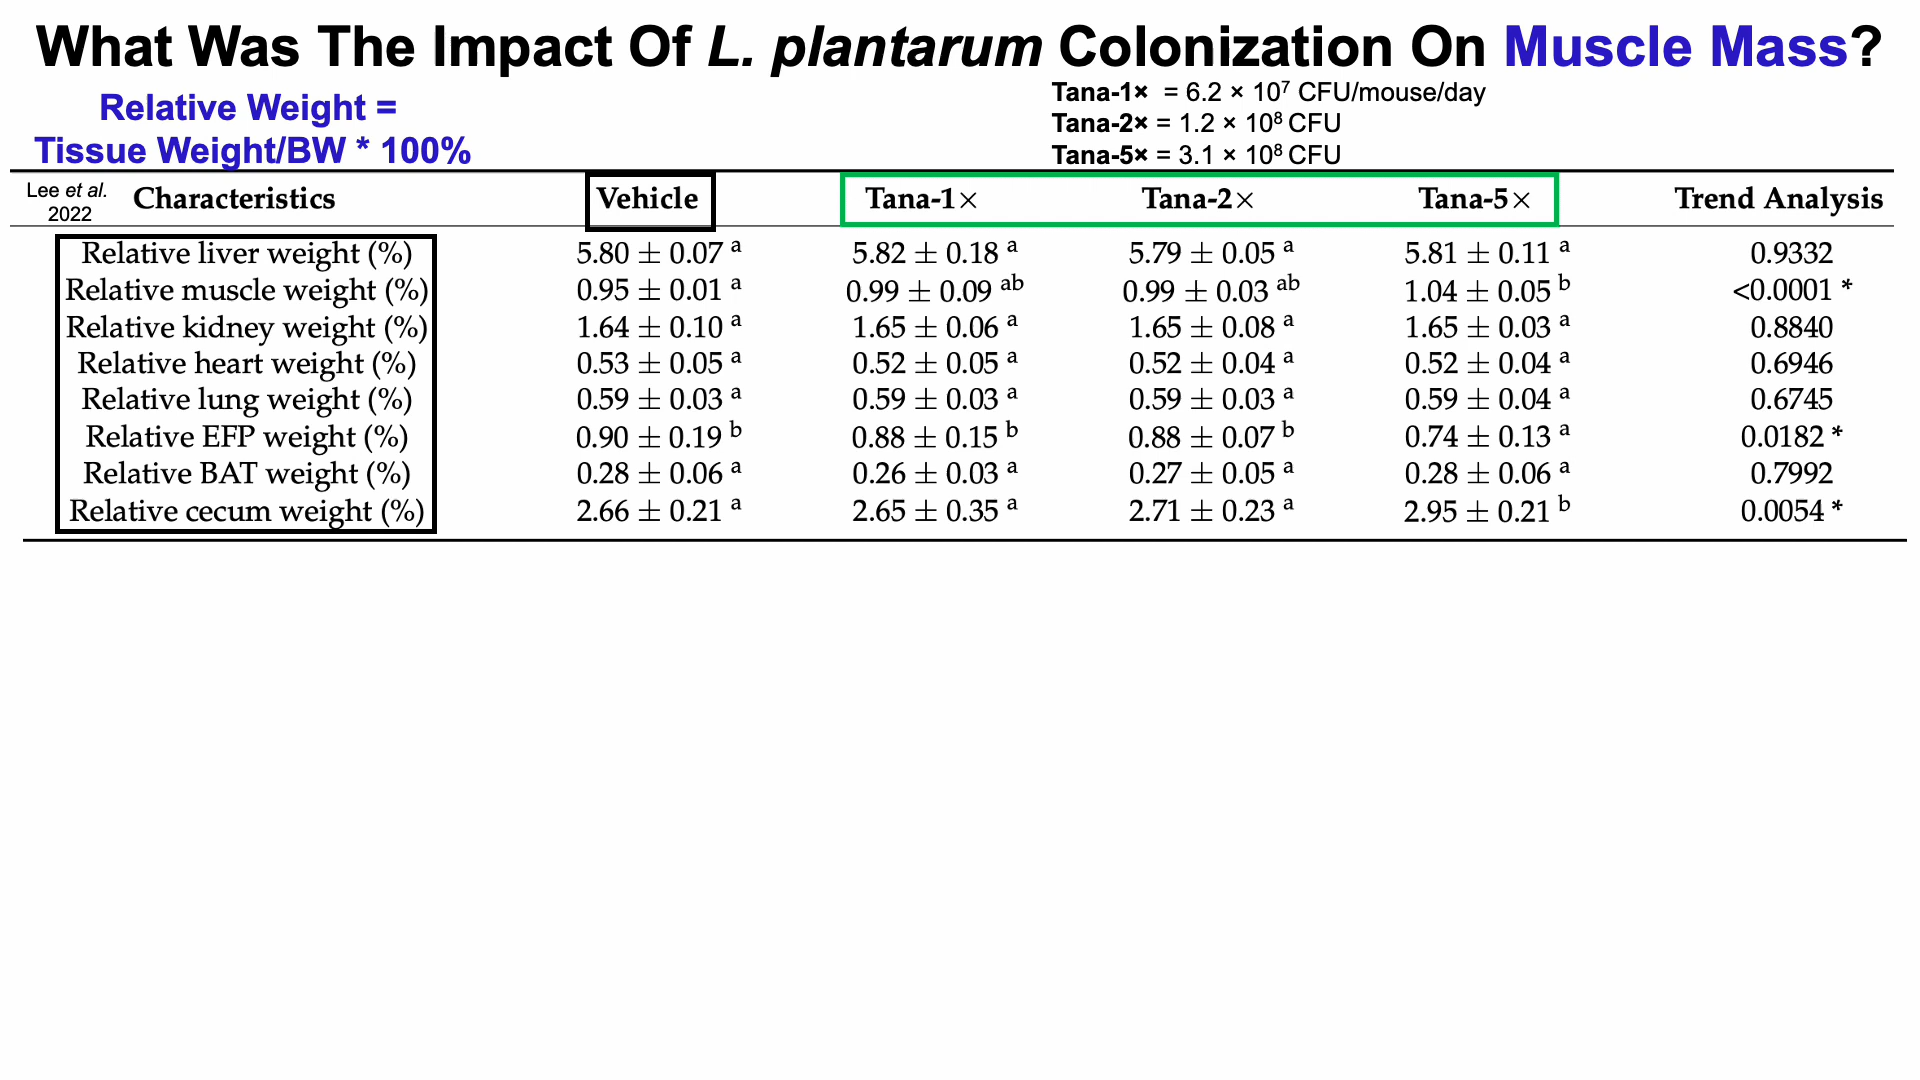 What Was The Impact Of L. plantarum Colonization On Muscle Mass?
Relative Weight =
Tissue Weight/BW * 100%
Tana-1× = 6.2 × 10⁷ CFU/mouse/day
Tana-2× = 1.2 × 10⁸ CFU
Tana-5× = 3.1 × 10⁸ CFU
Lee et al.
2022
Characteristics Vehicle Tana-1× Tana-2× Tana-5× Trend Analysis
Relative liver weight (%) 5.80 ± 0.07 ᵃ 5.82 ± 0.18 ᵃ 5.79 ± 0.05 ᵃ 5.81 ± 0.11 ᵃ 0.9332
Relative muscle weight (%) 0.95 ± 0.01 ᵃ 0.99 ± 0.09 ᵃᵇ 0.99 ± 0.03 ᵃᵇ 1.04 ± 0.05 ᵇ <0.0001 *
Relative kidney weight (%) 1.64 ± 0.10 ᵃ 1.65 ± 0.06 ᵃ 1.65 ± 0.08 ᵃ 1.65 ± 0.03 ᵃ 0.8840
Relative heart weight (%) 0.53 ± 0.05 ᵃ 0.52 ± 0.05 ᵃ 0.52 ± 0.04 ᵃ 0.52 ± 0.04 ᵃ 0.6946
Relative lung weight (%) 0.59 ± 0.03 ᵃ 0.59 ± 0.03 ᵃ 0.59 ± 0.03 ᵃ 0.59 ± 0.04 ᵃ 0.6745
Relative EFP weight (%) 0.90 ± 0.19 ᵇ 0.88 ± 0.15 ᵇ 0.88 ± 0.07 ᵇ 0.74 ± 0.13 ᵃ 0.0182 *
Relative BAT weight (%) 0.28 ± 0.06 ᵃ 0.26 ± 0.03 ᵃ 0.27 ± 0.05 ᵃ 0.28 ± 0.06 ᵃ 0.7992
Relative cecum weight (%) 2.66 ± 0.21 ᵃ 2.65 ± 0.35 ᵃ 2.71 ± 0.23 ᵃ 2.95 ± 0.21 ᵇ 0.0054 *